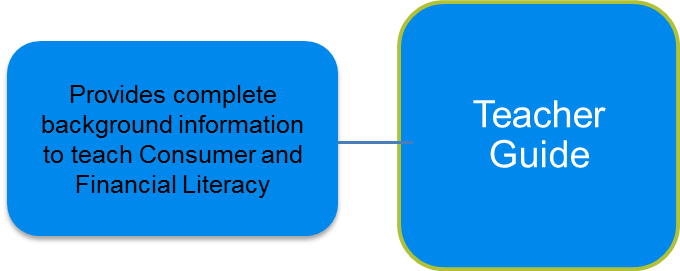 Provides complete
background information
to teach Consumer and
Financial Literacy
Teacher
Guide